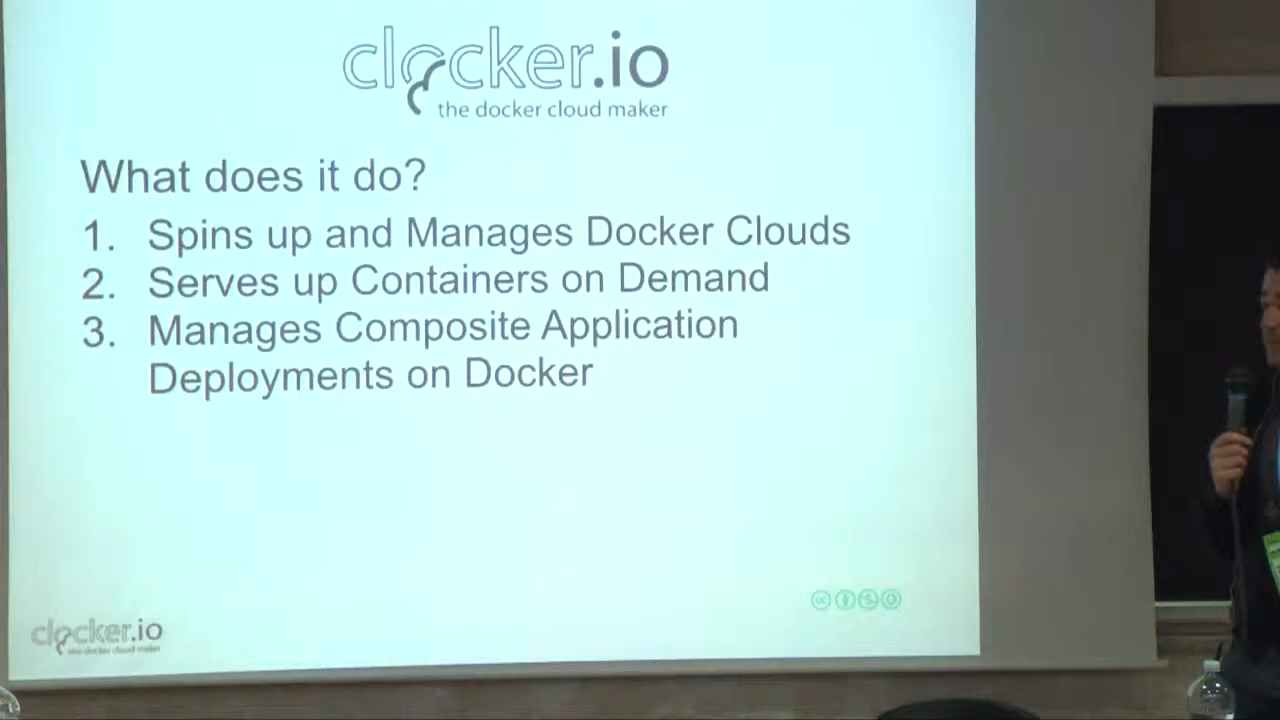 clocker.io
the docker cloud maker
What does it do?
1. Spins up and Manages Docker Clouds
2. Serves up Containers on Demand
3. Manages Composite Application
Deployments on Docker
cc
clocker.io
the docker cloud maker